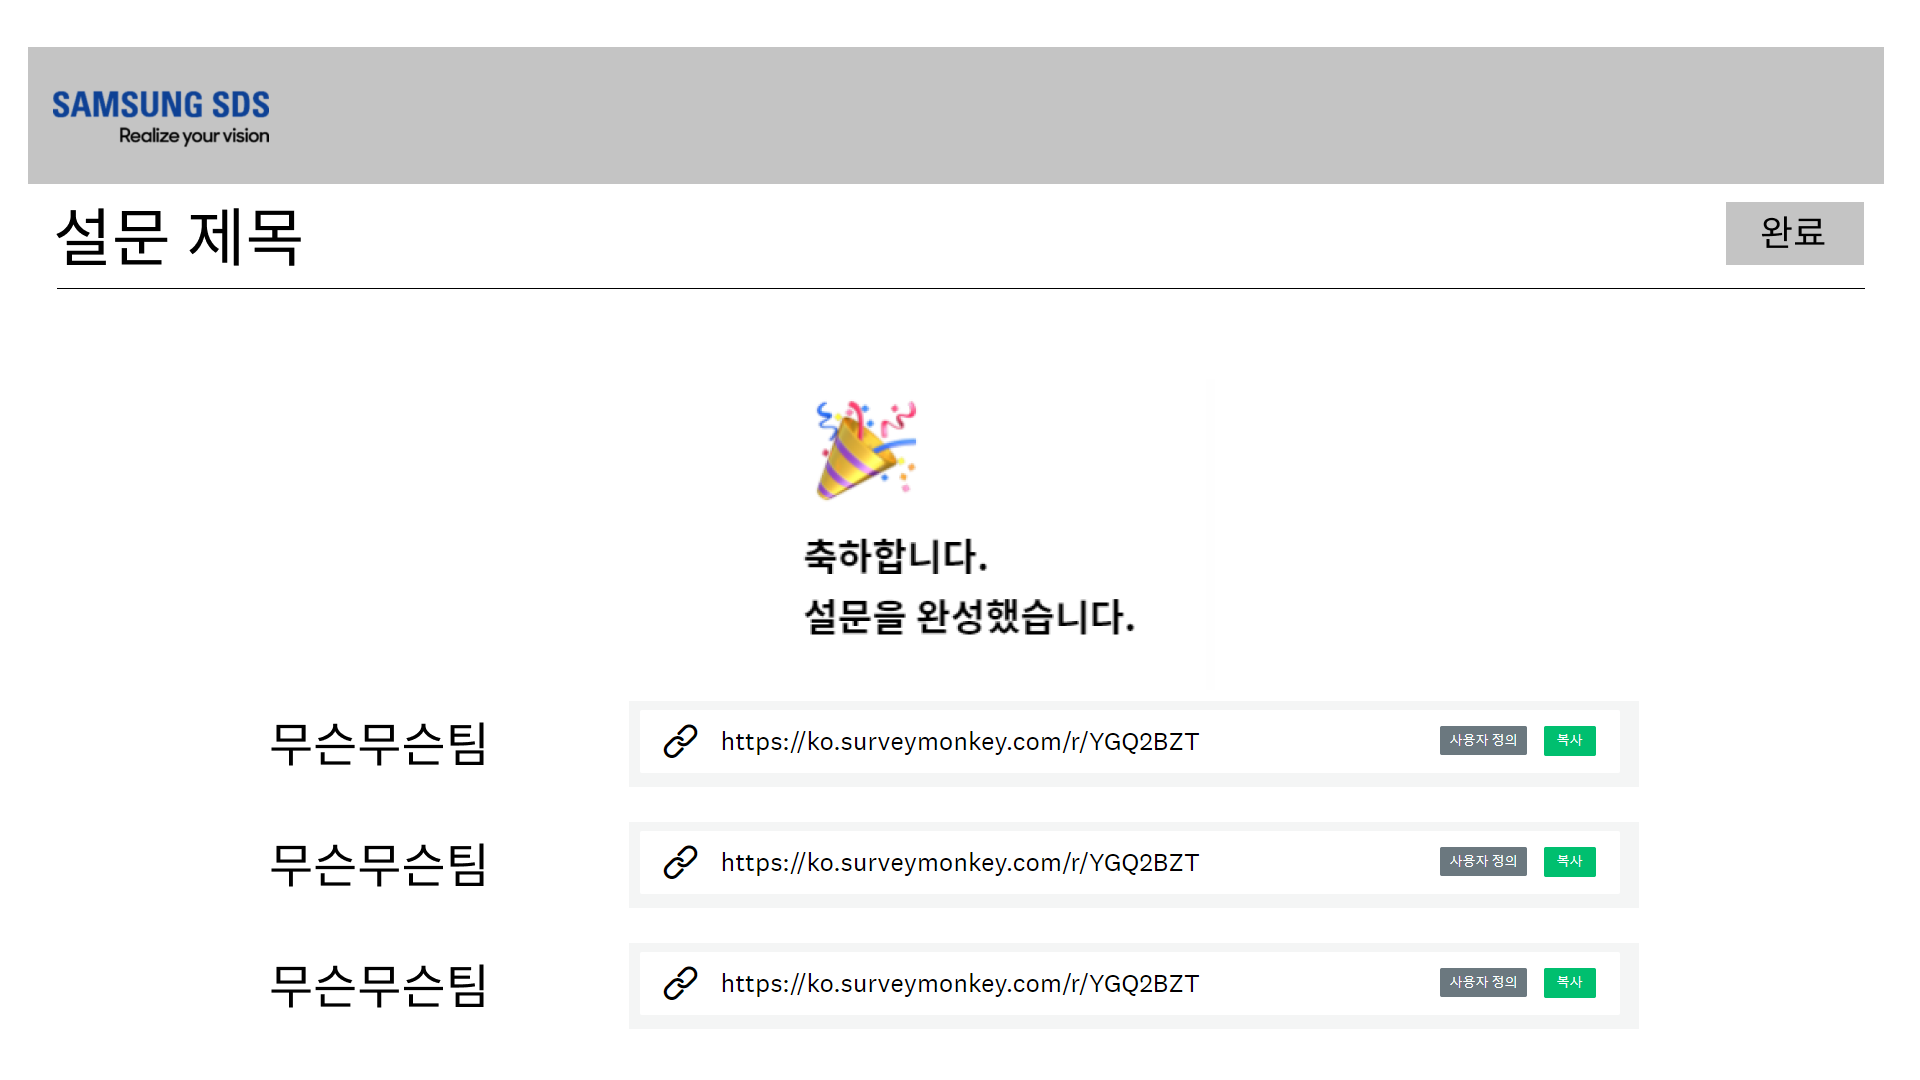 SAMSUNG SDS
Realize your vision
설문 제목
완료
축하합니다.
설문을 완성했습니다.
무슨무슨팀
https://ko.surveymonkey.com/r/YGQ2BZT
사용자 정의
복사
무슨무슨팀
https://ko.surveymonkey.com/r/YGQ2BZT
사용자 정의
복사
무슨무슨팀
https://ko.surveymonkey.com/r/YGQ2BZT
사용자 정의
복사